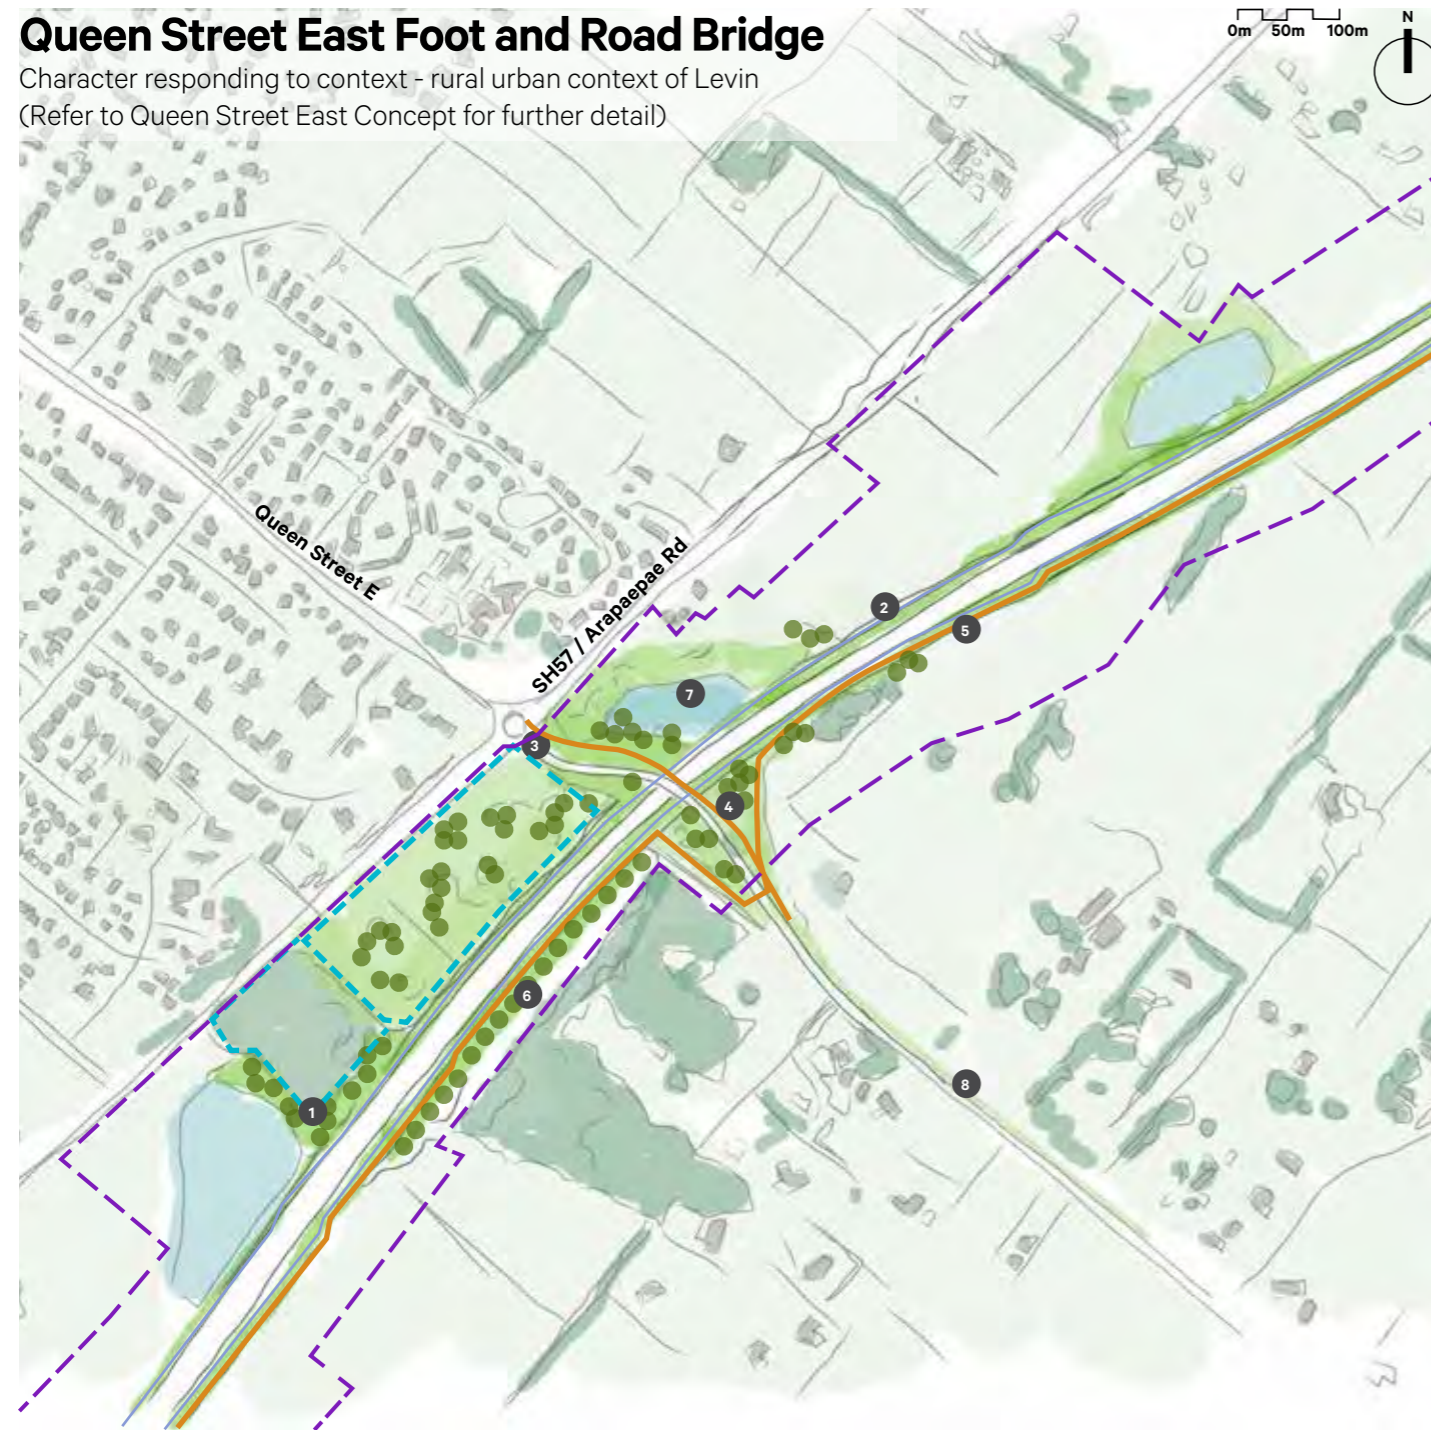 Queen Street East Foot and Road Bridge
Character responding to context - rural urban context of Levin
(Refer to Queen Street East Concept for further detail)
0m 50m 100m
N
Queen Street E
SH57 / Arapaepae Rd
2
5
7
3
4
6
8
1